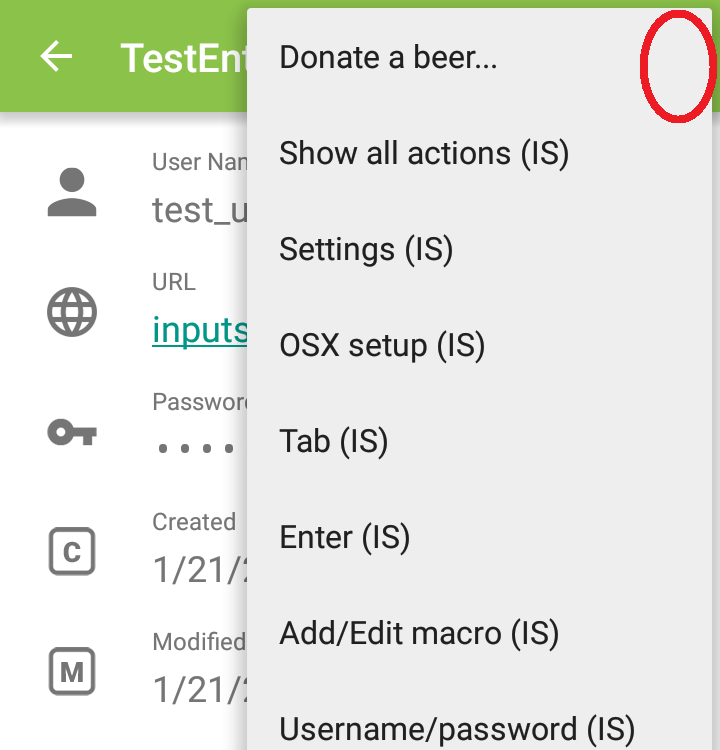 TestEnt
Donate a beer...
Show all actions (IS)
Settings (IS)
OSX setup (IS)
Tab (IS)
Enter (IS)
Add/Edit macro (IS)
Username/password (IS)
User Nan
test_u
URL
inputs
Password
••••
Created
C
1/21/2
Modified
M
1/21/2